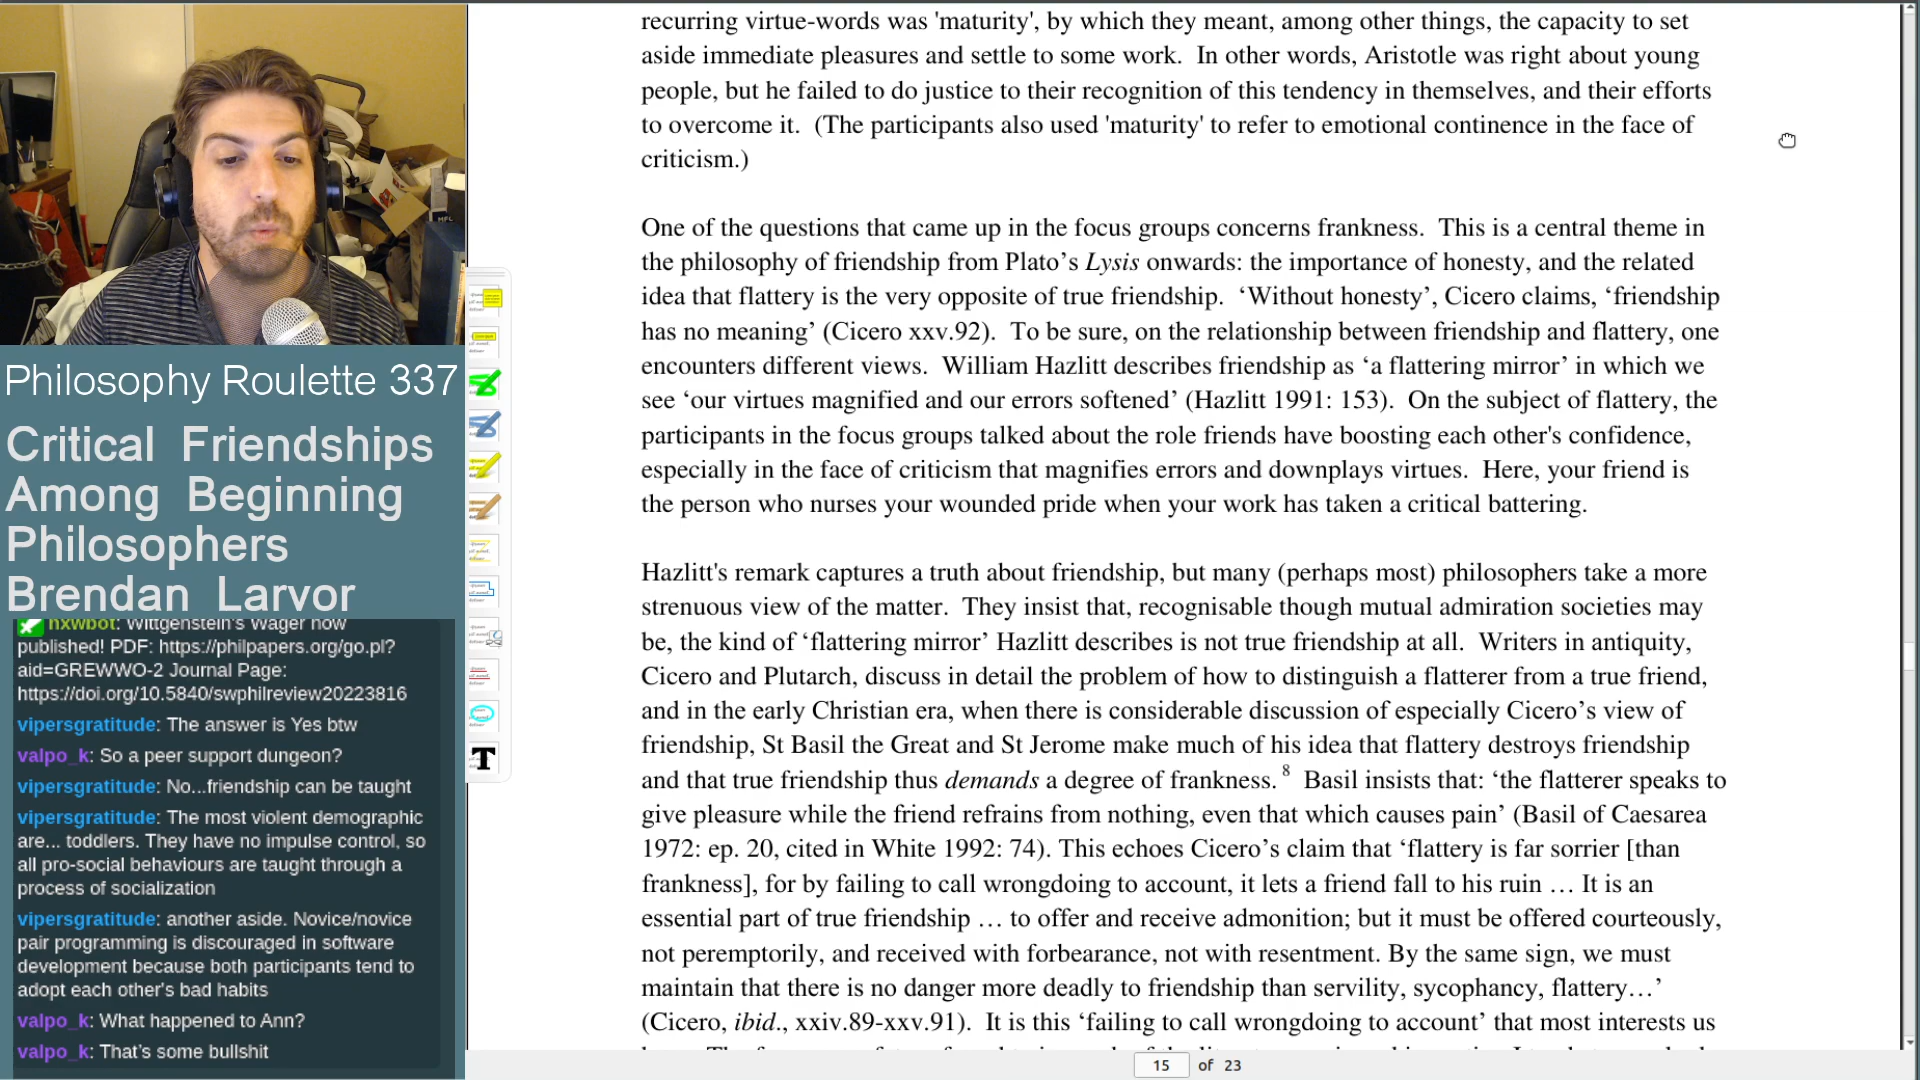 Philosophy Roulette 337
Critical Friendships
Among Beginning
Philosophers
Brendan Larvor
nxwbot: Wittgenstein's Wager now
published! PDF: https://philpapers.org/go.pl?
aid=GREWWO-2 Journal Page:
https://doi.org/10.5840/swphilreview20223816
vipersgratitude: The answer is Yes btw
valpo_k: So a peer support dungeon?
vipersgratitude: No...friendship can be taught
vipersgratitude: The most violent demographic
are... toddlers. They have no impulse control, so
all pro-social behaviours are taught through a
process of socialization
vipersgratitude: another aside. Novice/novice
pair programming is discouraged in software
development because both participants tend to
adopt each other's bad habits
valpo_k: What happened to Ann?
valpo_k: That's some bullshit
recurring virtue-words was 'maturity', by which they meant, among other things, the capacity to set
aside immediate pleasures and settle to some work. In other words, Aristotle was right about young
people, but he failed to do justice to their recognition of this tendency in themselves, and their efforts
to overcome it. (The participants also used 'maturity' to refer to emotional continence in the face of
criticism.)
One of the questions that came up in the focus groups concerns frankness. This is a central theme in
the philosophy of friendship from Plato’s Lysis onwards: the importance of honesty, and the related
idea that flattery is the very opposite of true friendship. ‘Without honesty’, Cicero claims, ‘friendship
has no meaning’ (Cicero xxv.92). To be sure, on the relationship between friendship and flattery, one
encounters different views. William Hazlitt describes friendship as ‘a flattering mirror’ in which we
see ‘our virtues magnified and our errors softened’ (Hazlitt 1991: 153). On the subject of flattery, the
participants in the focus groups talked about the role friends have boosting each other's confidence,
especially in the face of criticism that magnifies errors and downplays virtues. Here, your friend is
the person who nurses your wounded pride when your work has taken a critical battering.
Hazlitt's remark captures a truth about friendship, but many (perhaps most) philosophers take a more
strenuous view of the matter. They insist that, recognisable though mutual admiration societies may
be, the kind of ‘flattering mirror’ Hazlitt describes is not true friendship at all. Writers in antiquity,
Cicero and Plutarch, discuss in detail the problem of how to distinguish a flatterer from a true friend,
and in the early Christian era, when there is considerable discussion of especially Cicero’s view of
friendship, St Basil the Great and St Jerome make much of his idea that flattery destroys friendship
and that true friendship thus demands a degree of frankness.8 Basil insists that: ‘the flatterer speaks to
give pleasure while the friend refrains from nothing, even that which causes pain’ (Basil of Caesarea
1972: ep. 20, cited in White 1992: 74). This echoes Cicero’s claim that ‘flattery is far sorrier [than
frankness], for by failing to call wrongdoing to account, it lets a friend fall to his ruin … It is an
essential part of true friendship … to offer and receive admonition; but it must be offered courteously,
not peremptorily, and received with forbearance, not with resentment. By the same sign, we must
maintain that there is no danger more deadly to friendship than servility, sycophancy, flattery…’
(Cicero, ibid., xxiv.89-xxv.91). It is this ‘failing to call wrongdoing to account’ that most interests us
15 of 23
T